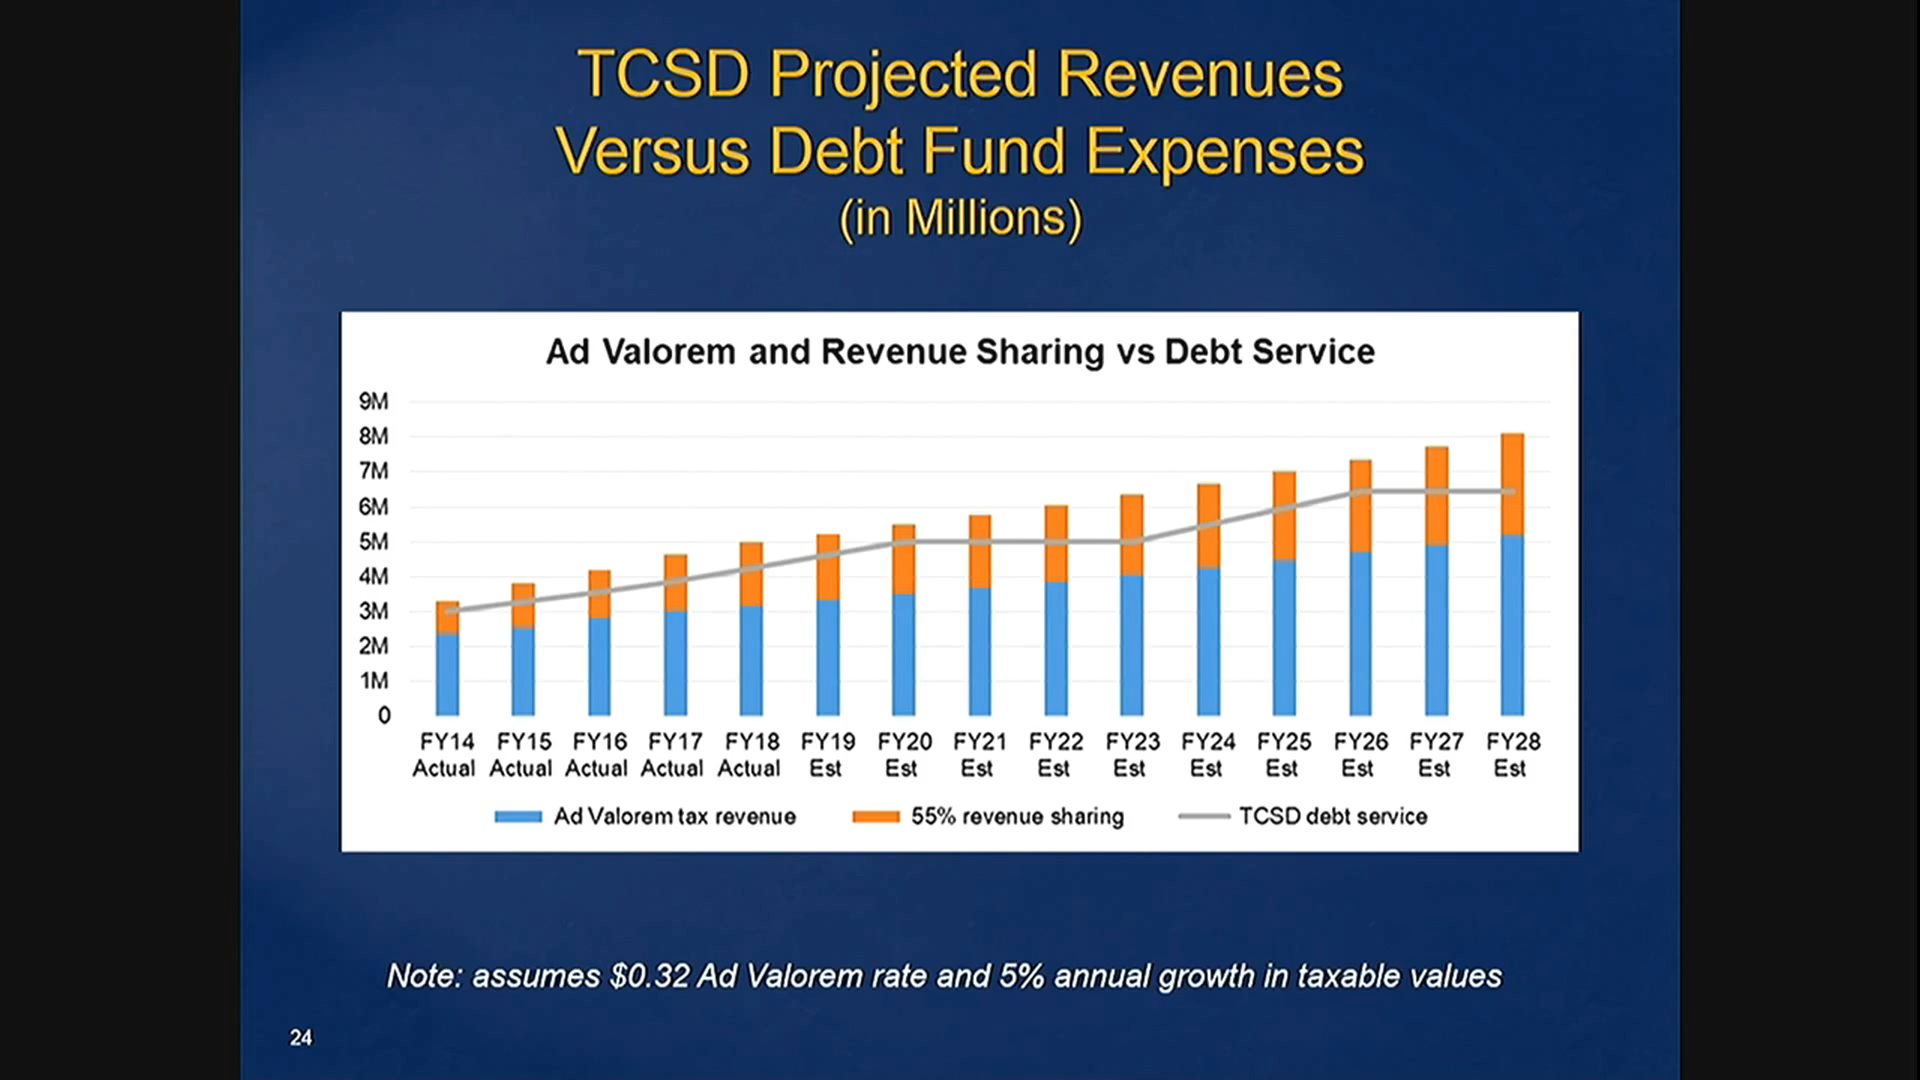 TCSD Projected Revenues
Versus Debt Fund Expenses
(in Millions)
Ad Valorem and Revenue Sharing vs Debt Service
9M
8M
7M
6M
5M
4M
3M
2M
1M
0
FY14 FY15 FY16 FY17 FY18 FY19 FY20 FY21 FY22 FY23 FY24 FY25 FY26 FY27 FY28
Actual Actual Actual Actual Actual Est Est Est Est Est Est Est Est Est Est
Ad Valorem tax revenue 55% revenue sharing TCSD debt service
Note: assumes $0.32 Ad Valorem rate and 5% annual growth in taxable values
24